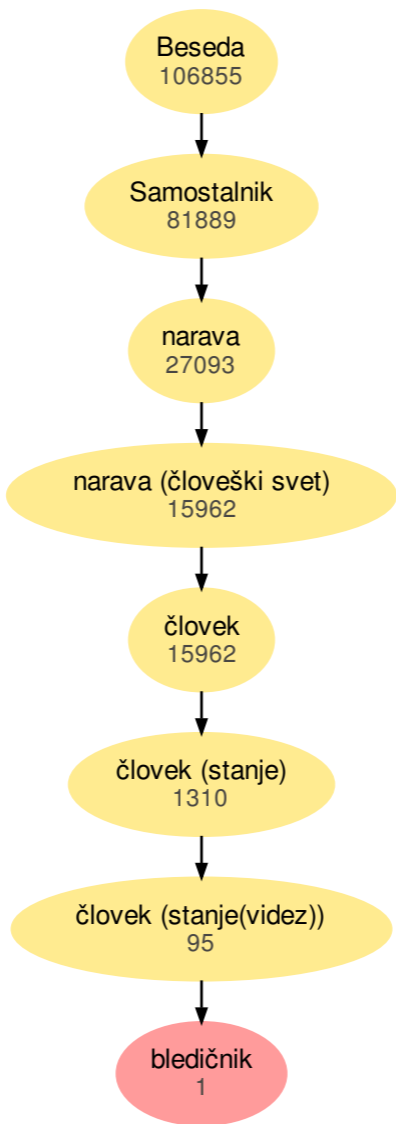 Beseda
106855
Samostalnik
81889
narava
27093
narava (človeški svet)
15962
človek
15962
človek (stanje)
1310
človek (stanje(videz))
95
bledičnik
1